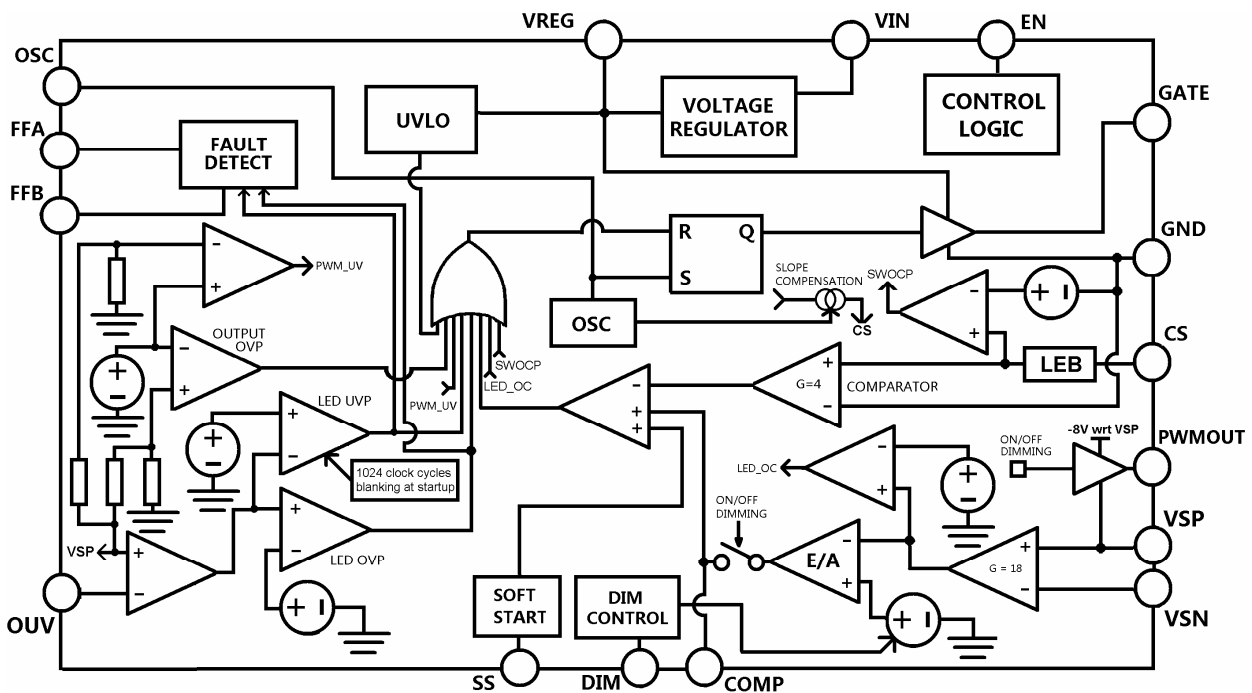 VREG
VIN
EN
OSC
FFA
FFB
FAULT
DETECT
UVLO
VOLTAGE
REGULATOR
CONTROL
LOGIC
GATE
GND
-
+
PWM_UV
R
Q
S
OSC
SLOPE
COMPENSATION
CS
SWOCP
-
+
+
LEB
CS
OUTPUT
OVP
-
+
+
-
PWM_UV
LED_OC
SWOCP
-
+
+
+
G=4
-
COMPARATOR
LED UVP
+
-
+
-
1024 clock cycles
blanking at startup
LED_OC
-
+
+
-
ON/OFF
DIMMING
-8V wrt VSP
PWMOUT
VSP
+
-
+
-
LED OVP
+
ON/OFF
DIMMING
E/A
-
+
+
G = 18
-
VSP
VSN
OUV
SOFT
START
DIM
CONTROL
+
SS
DIM
COMP